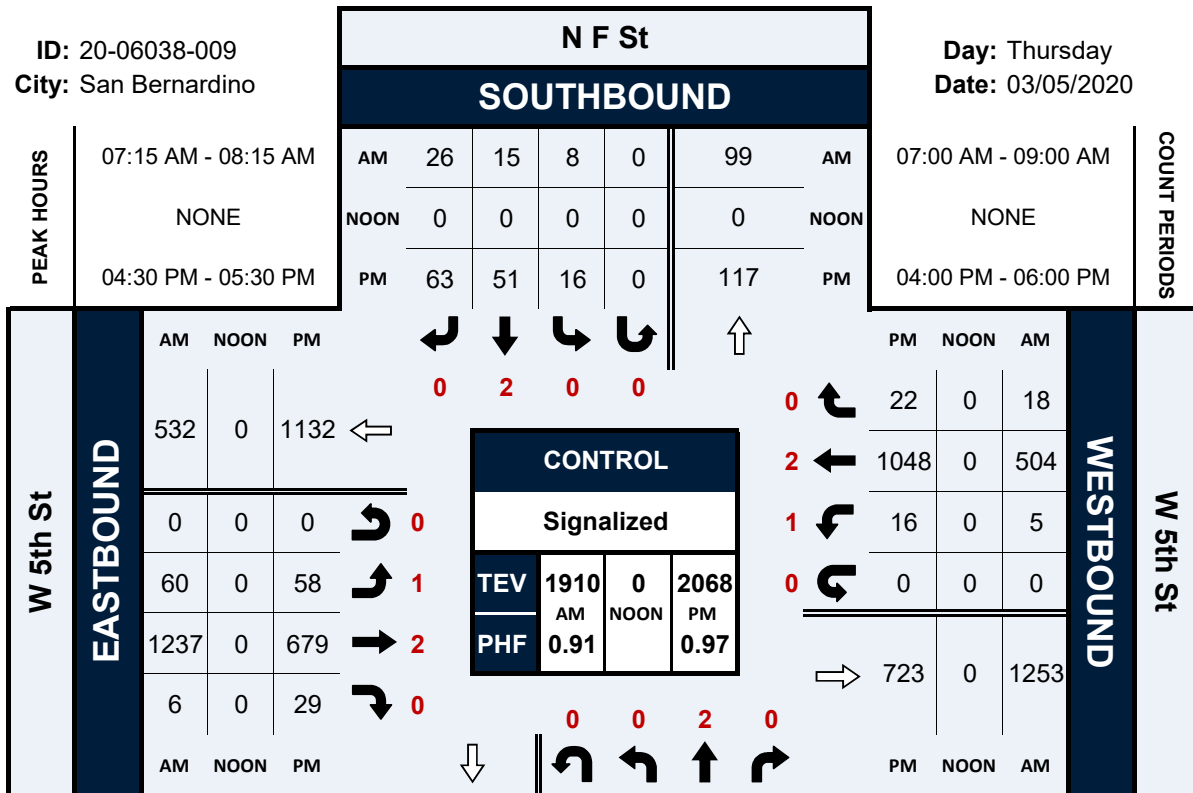 ID: 20-06038-009
City: San Bernardino
N F St
SOUTHBOUND
Day: Thursday
Date: 03/05/2020
PEAK HOURS
07:15 AM - 08:15 AM
NONE
04:30 PM - 05:30 PM
AM 26 15 8 0 99 AM
NOON 0 0 0 0 0 NOON
PM 63 51 16 0 117 PM
07:00 AM - 09:00 AM
NONE
04:00 PM - 06:00 PM
COUNT PERIODS
0 2 0 0
W 5th St
EASTBOUND
AM NOON PM
532 0 1132
0 0 0 0
60 0 58 1
1237 0 679 2
6 0 29 0
AM NOON PM
CONTROL
Signalized
TEV 1910 0 2068
AM NOON PM
PHF 0.91 0.97
PM NOON AM
0 22 0 18
2 1048 0 504
1 16 0 5
0 0 0 0
723 0 1253
PM NOON AM
WESTBOUND
W 5th St
0 0 2 0